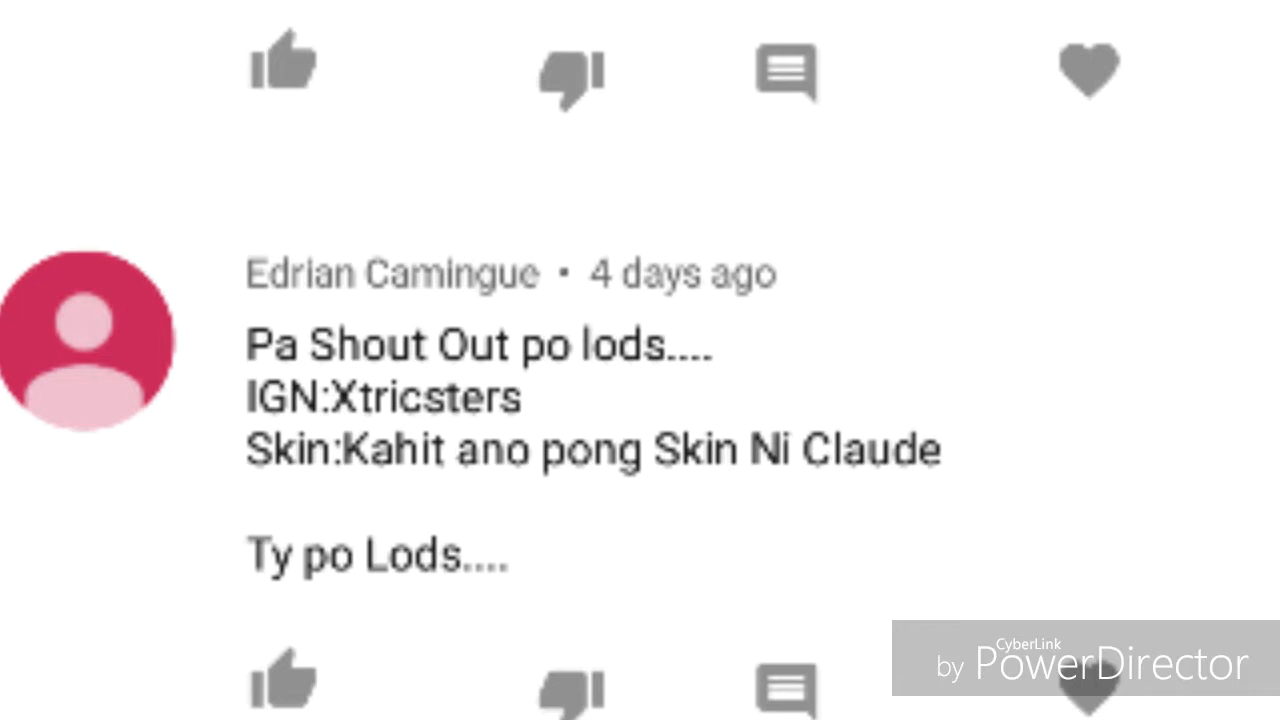 Edrian Camingue • 4 days ago
Pa Shout Out po lods....
IGN:Xtricsters
Skin:Kahit ano pong Skin Ni Claude
Ty po Lods....
CyberLink
by PowerDirector